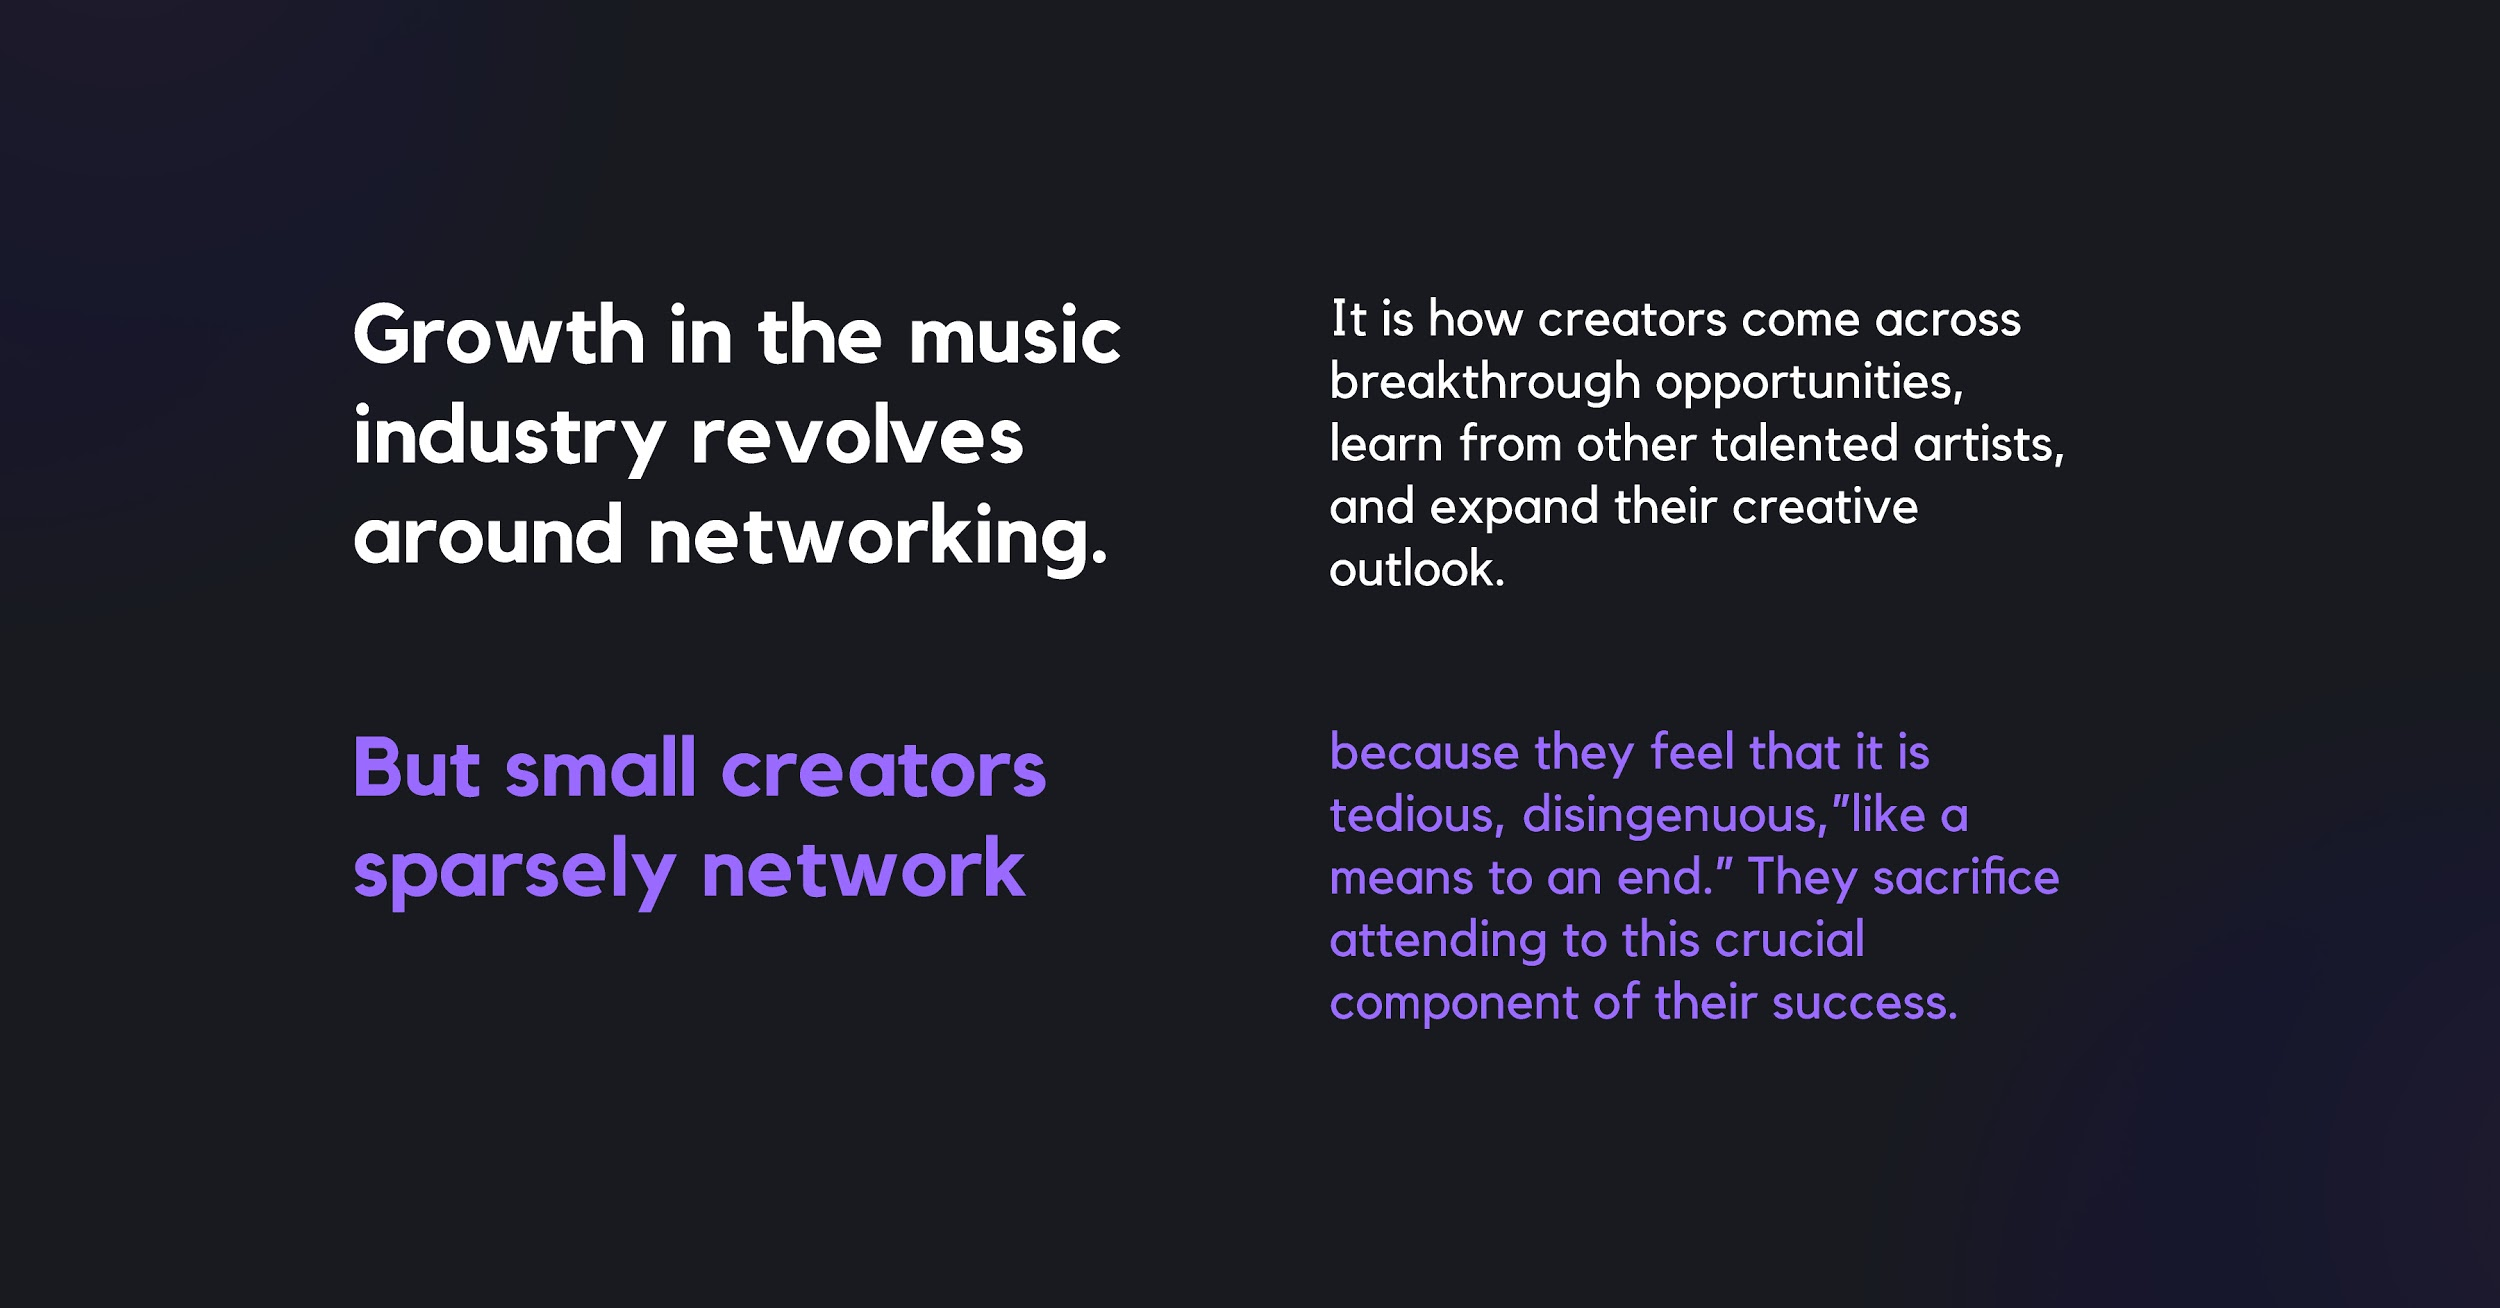 Growth in the music
industry revolves
around networking.
It is how creators come across
breakthrough opportunities,
learn from other talented artists,
and expand their creative
outlook.
But small creators
sparsely network
because they feel that it is
tedious, disingenuous,"like a
means to an end." They sacrifice
attending to this crucial
component of their success.